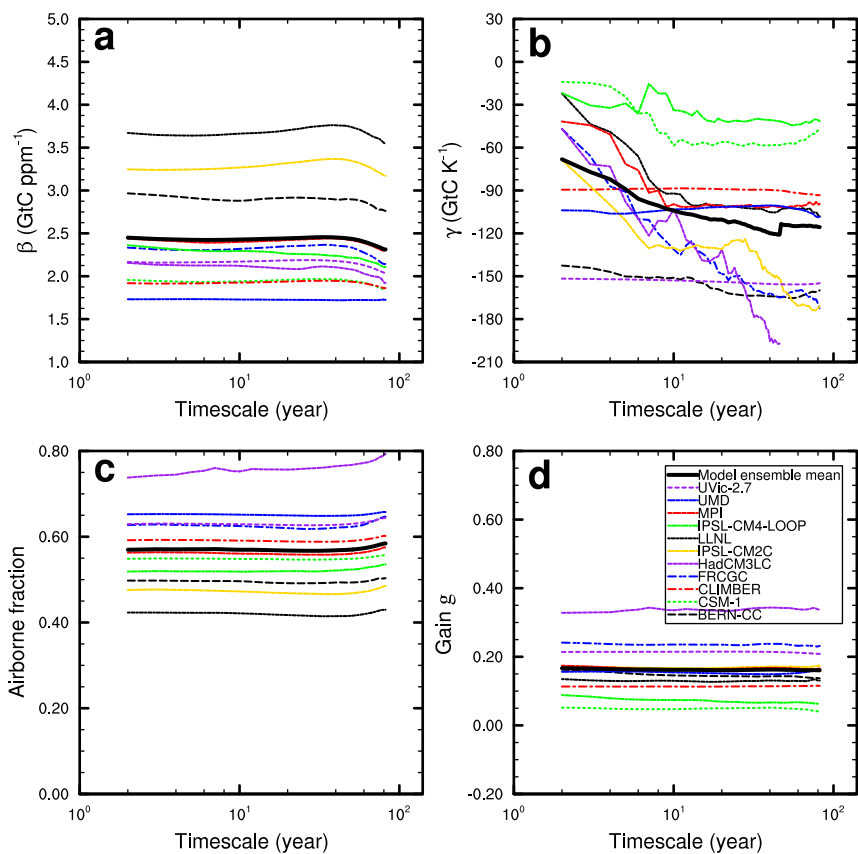 a
5.0
4.5
4.0
3.5
3.0
2.5
2.0
1.5
1.0
β (GtC ppm⁻¹)
10⁰ 10¹ 10²
Timescale (year)
b
30
0
-30
-60
-90
-120
-150
-180
-210
γ (GtC K⁻¹)
10⁰ 10¹ 10²
Timescale (year)
c
0.80
0.60
0.40
0.20
0.00
Airborne fraction
10⁰ 10¹ 10²
Timescale (year)
d
0.80
0.60
0.40
0.20
0.00
-0.20
Gain g
Model ensemble mean
UVic-2.7
UMD
MPI
IPSL-CM4-LOOP
LLNL
IPSL-CM2C
HadCM3LC
FRCGC
CLIMBER
CSM-1
BERN-CC
10⁰ 10¹ 10²
Timescale (year)